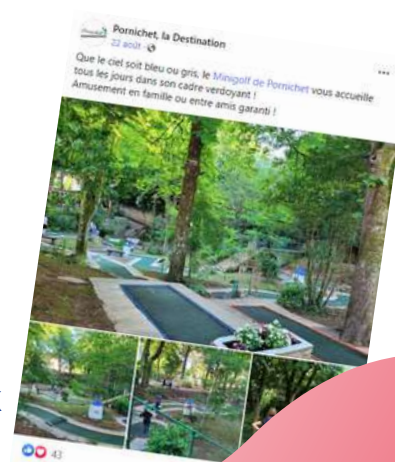 Pornichet, la Destination
22 août
Que le ciel soit bleu ou gris, le Minigolf de Pornichet vous accueille
tous les jours dans son cadre verdoyant !
Amusement en famille ou entre amis garanti !
43